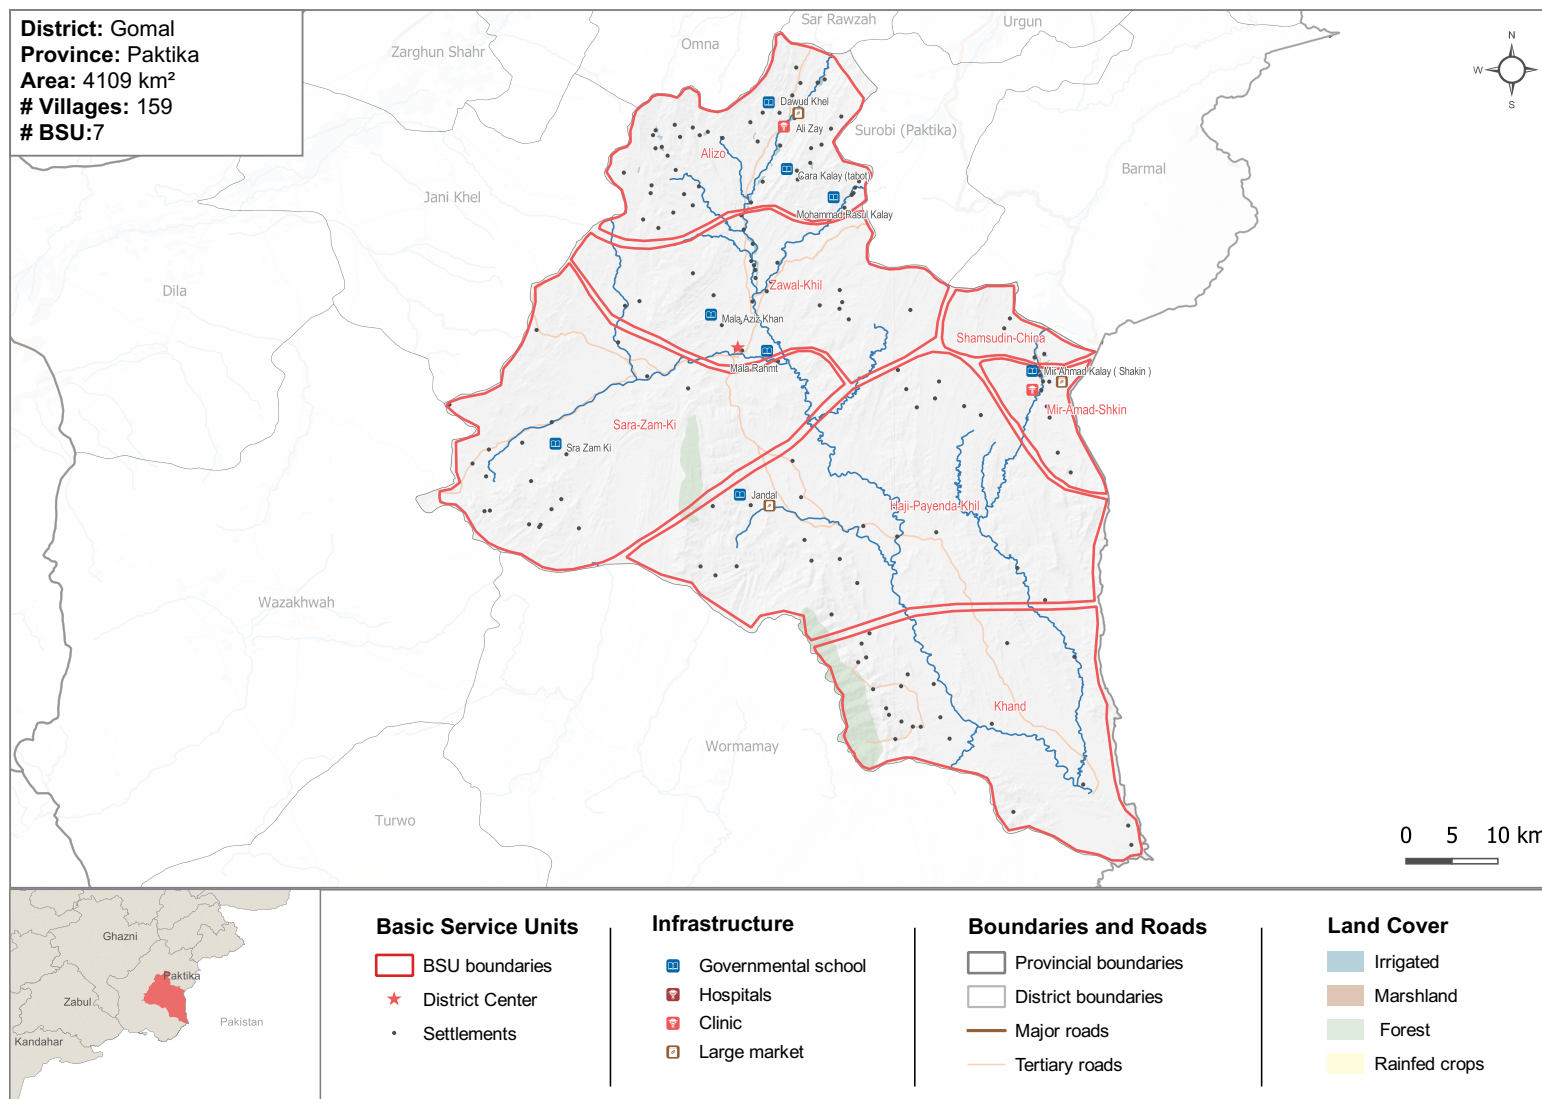 District: Gomal
Province: Paktika
Area: 4109 km²
# Villages: 159
# BSU:7
Sar Rawzah
Urgun
Omna
Zarghun Shahr
N
W
S
Surobi (Paktika)
Barmal
Jani Khel
Dila
Wazakhwah
Turwo
Wormamay
Dawud Khel
Ali Zay
Alizo
Cara Kalay (tabot)
Mohammad Rasul Kalay
Zawal-Khil
Mala Aziz Khan
Mala Rahmt
Shamsudin-China
Mir Ahmad Kalay ( Shakin )
Mir-Amad-Shkin
Sara-Zam-Ki
Sra Zam Ki
Jandal
Haji-Payenda-Khil
Khand
0 5 10 km
Ghazni
Paktika
Zabul
Pakistan
Kandahar
Basic Service Units
BSU boundaries
District Center
Settlements
Infrastructure
Governmental school
Hospitals
Clinic
Large market
Boundaries and Roads
Provincial boundaries
District boundaries
Major roads
Tertiary roads
Land Cover
Irrigated
Marshland
Forest
Rainfed crops